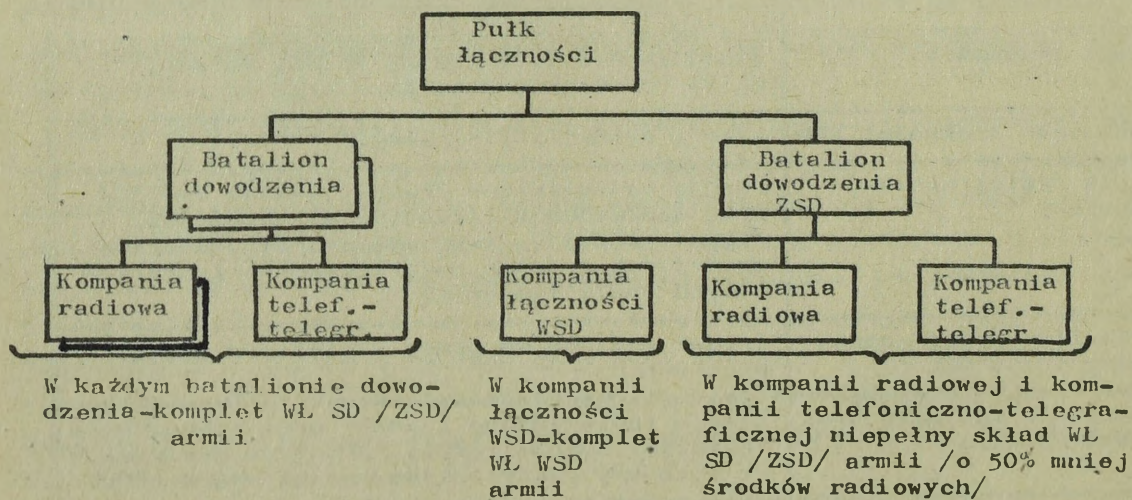 Pułk
łączności
Batalion
dowodzenia
Batalion
dowodzenia
ZSD
Kompania
radiowa
Kompania
telef.-
telegr.
Kompania
łączności
WSD
Kompania
radiowa
Kompania
telef.-
telegr.
W każdym batalionie dowo-
dzenia-komplet WŁ SD /ZSD/
armii
W kompanii
łączności
WSD-komplet
WŁ WSD
armii
W kompanii radiowej i kom-
panii telefoniczno-telegra-
ficznej niepełny skład WŁ
SD /ZSD/ armii /o 50% mniej
środków radiowych/